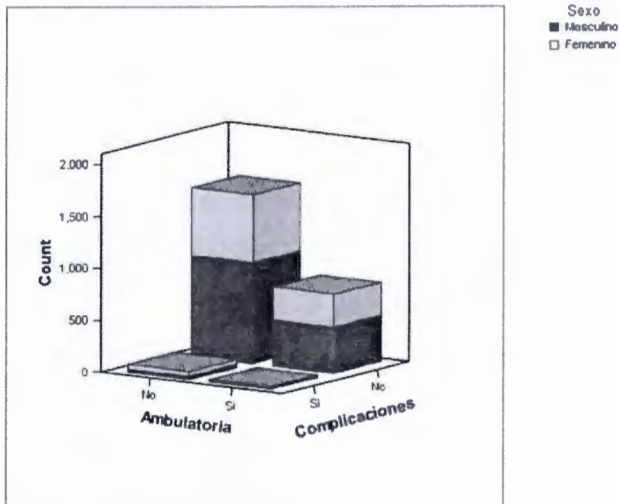 Sexo
Masculino
Femenino
2.000
1,500
1,000
500
0
Count
No
Si
Ambulatoria
Si
No
Complicaciones